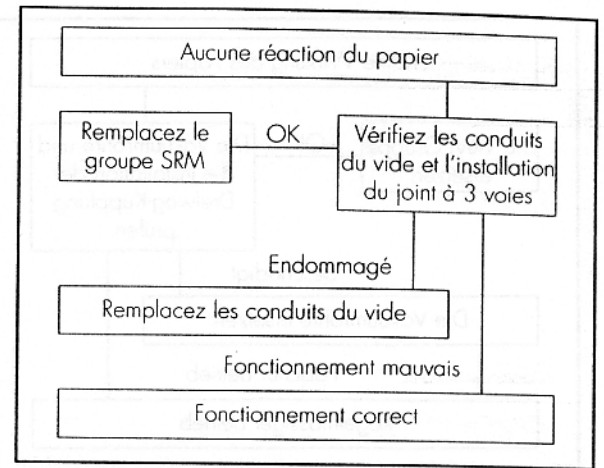 Aucune réaction du papier
Remplacez le
groupe SRM
OK
Vérifiez les conduits
du vide et l'installation
du joint à 3 voies
Endommagé
Remplacez les conduits du vide
Fonctionnement mauvais
Fonctionnement correct